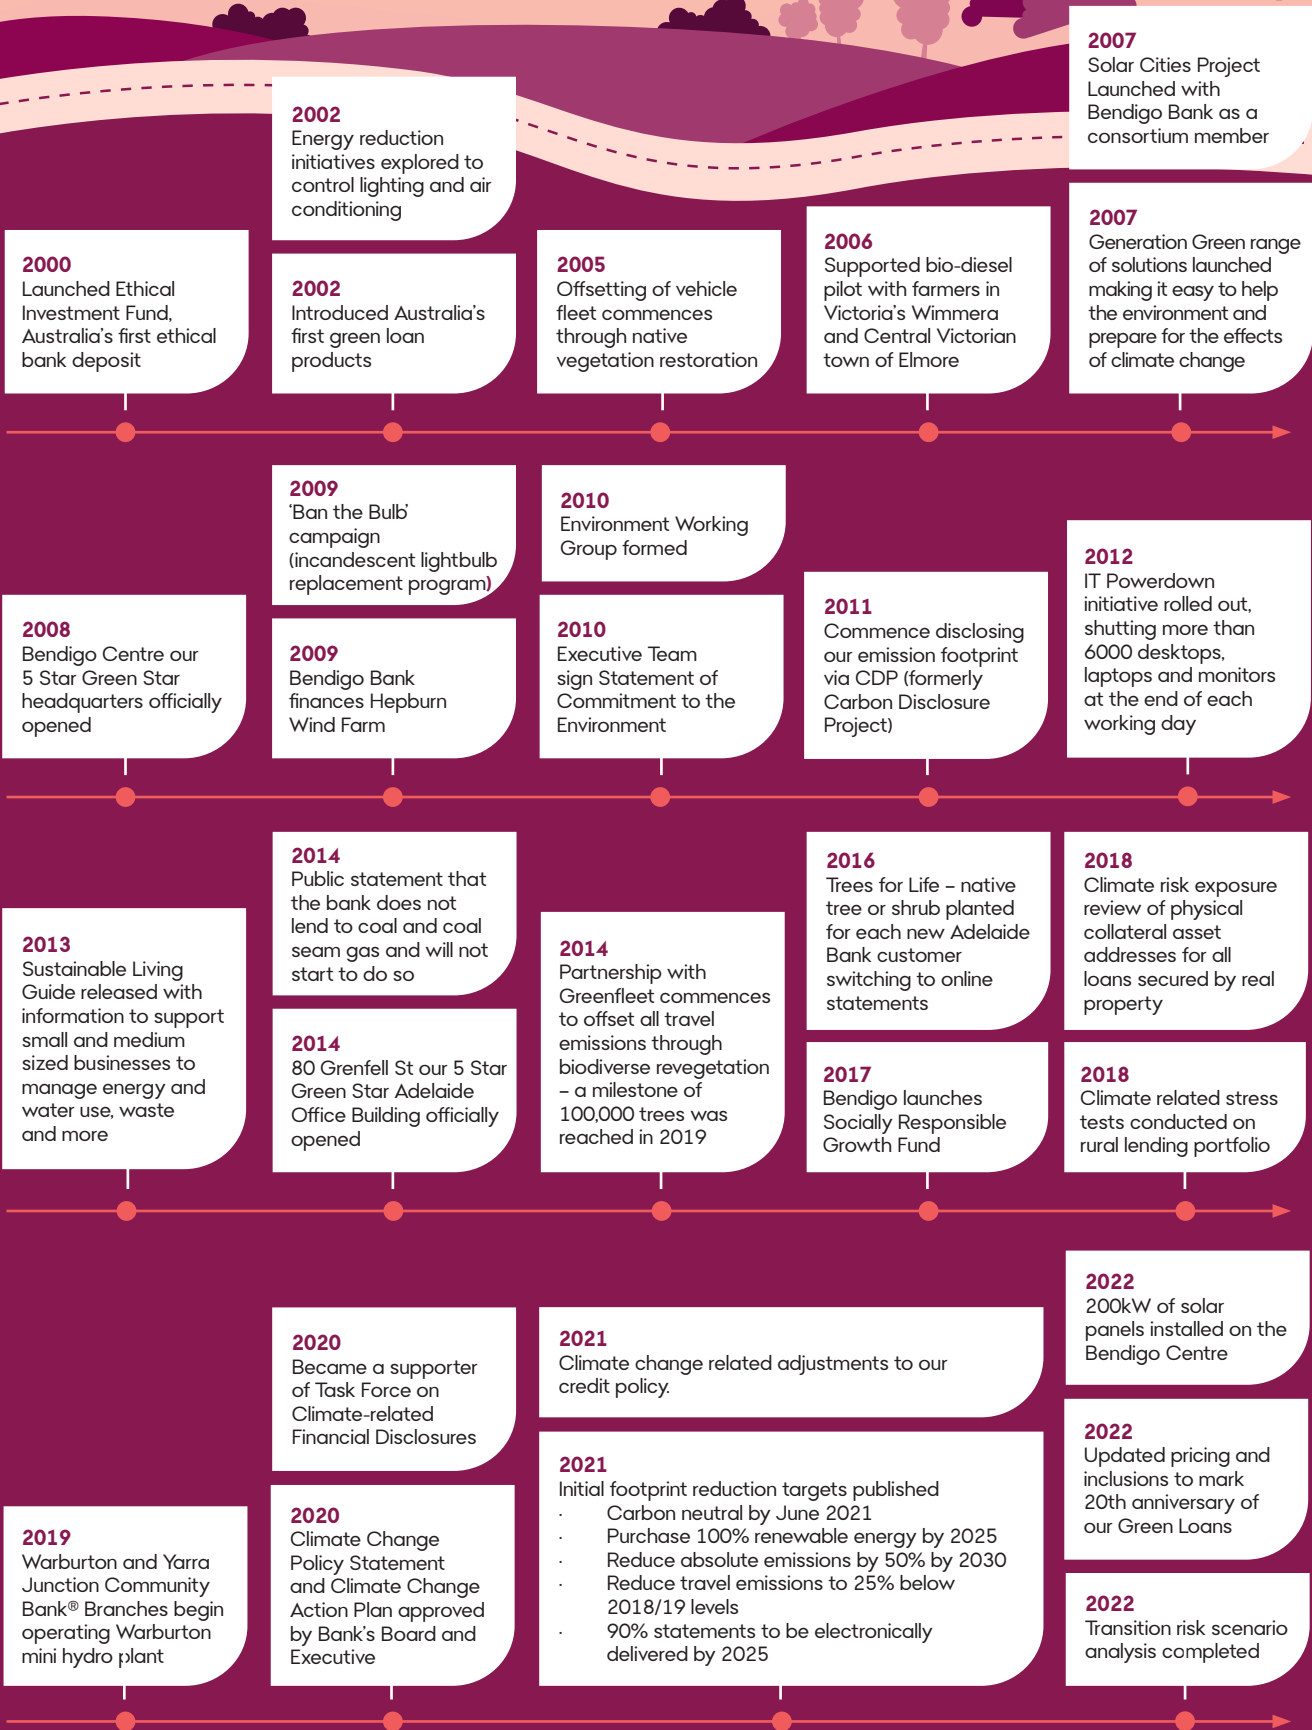 2000
Launched Ethical
Investment Fund,
Australia's first ethical
bank deposit
2002
Energy reduction
initiatives explored to
control lighting and air
conditioning
2002
Introduced Australia's
first green loan
products
2005
Offsetting of vehicle
fleet commences
through native
vegetation restoration
2006
Supported bio-diesel
pilot with farmers in
Victoria's Wimmera
and Central Victorian
town of Elmore
2007
Solar Cities Project
Launched with
Bendigo Bank as a
consortium member
2007
Generation Green range
of solutions launched
making it easy to help
the environment and
prepare for the effects
of climate change
2008
Bendigo Centre our
5 Star Green Star
headquarters officially
opened
2009
‘Ban the Bulb’
campaign
(incandescent lightbulb
replacement program)
2009
Bendigo Bank
finances Hepburn
Wind Farm
2010
Environment Working
Group formed
2010
Executive Team
sign Statement of
Commitment to the
Environment
2011
Commence disclosing
our emission footprint
via CDP (formerly
Carbon Disclosure
Project)
2012
IT Powerdown
initiative rolled out,
shutting more than
6000 desktops,
laptops and monitors
at the end of each
working day
2013
Sustainable Living
Guide released with
information to support
small and medium
sized businesses to
manage energy and
water use, waste
and more
2014
Public statement that
the bank does not
lend to coal and coal
seam gas and will not
start to do so
2014
80 Grenfell St our 5 Star
Green Star Adelaide
Office Building officially
opened
2014
Partnership with
Greenfleet commences
to offset all travel
emissions through
biodiverse revegetation
– a milestone of
100,000 trees was
reached in 2019
2016
Trees for Life – native
tree or shrub planted
for each new Adelaide
Bank customer
switching to online
statements
2017
Bendigo launches
Socially Responsible
Growth Fund
2018
Climate risk exposure
review of physical
collateral asset
addresses for all
loans secured by real
property
2018
Climate related stress
tests conducted on
rural lending portfolio
2019
Warburton and Yarra
Junction Community
Bank® Branches begin
operating Warburton
mini hydro plant
2020
Became a supporter
of Task Force on
Climate-related
Financial Disclosures
2020
Climate Change
Policy Statement
and Climate Change
Action Plan approved
by Bank's Board and
Executive
2021
Climate change related adjustments to our
credit policy.
2021
Initial footprint reduction targets published
· Carbon neutral by June 2021
· Purchase 100% renewable energy by 2025
· Reduce absolute emissions by 50% by 2030
· Reduce travel emissions to 25% below
2018/19 levels
· 90% statements to be electronically
delivered by 2025
2022
200kW of solar
panels installed on the
Bendigo Centre
2022
Updated pricing and
inclusions to mark
20th anniversary of
our Green Loans
2022
Transition risk scenario
analysis completed